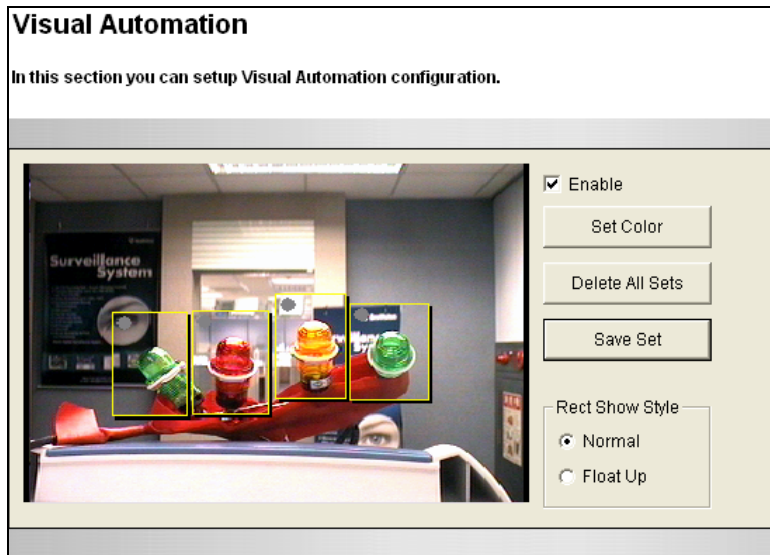 Visual Automation
In this section you can setup Visual Automation configuration.
Enable
Set Color
Delete All Sets
Save Set
Rect Show Style
Normal
Float Up
Surveillance
System